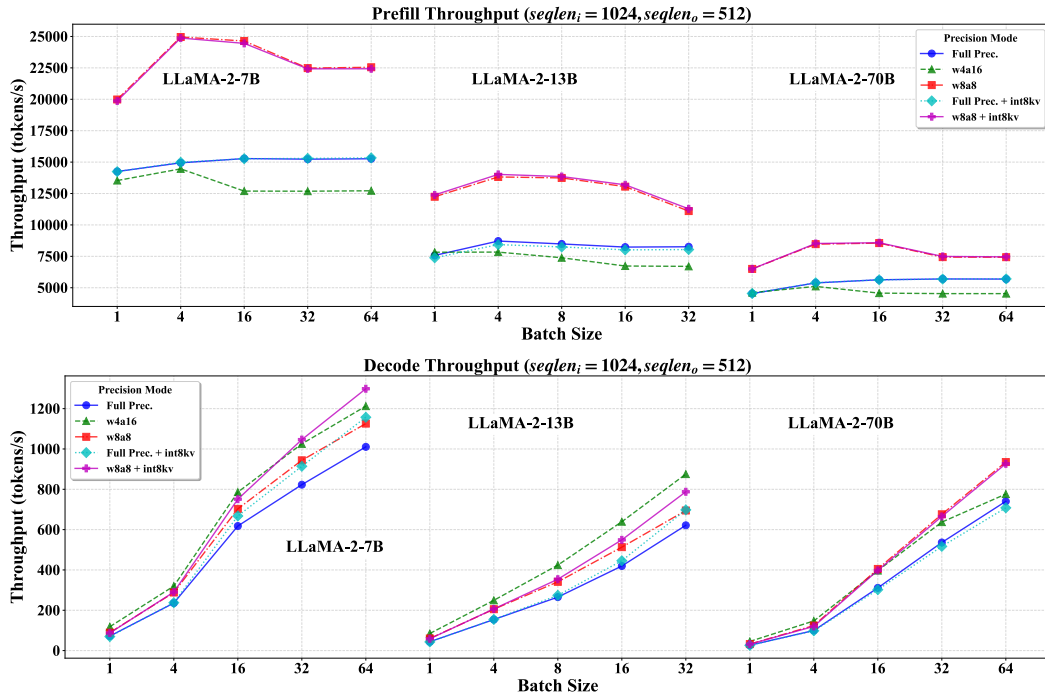 Prefill Throughput (seqlenᵢ = 1024, seqlenₒ = 512)
Throughput (tokens/s)
25000
22500
20000
17500
15000
12500
10000
7500
5000
LLaMA-2-7B
LLaMA-2-13B
LLaMA-2-70B
Precision Mode
Full Prec.
w4a16
w8a8
Full Prec. + int8kv
w8a8 + int8kv
1 4 16 32 64 1 4 8 16 32 1 4 16 32 64
Batch Size
Decode Throughput (seqlenᵢ = 1024, seqlenₒ = 512)
Throughput (tokens/s)
1200
1000
800
600
400
200
0
Precision Mode
Full Prec.
w4a16
w8a8
Full Prec. + int8kv
w8a8 + int8kv
LLaMA-2-7B
LLaMA-2-13B
LLaMA-2-70B
1 4 16 32 64 1 4 8 16 32 1 4 16 32 64
Batch Size